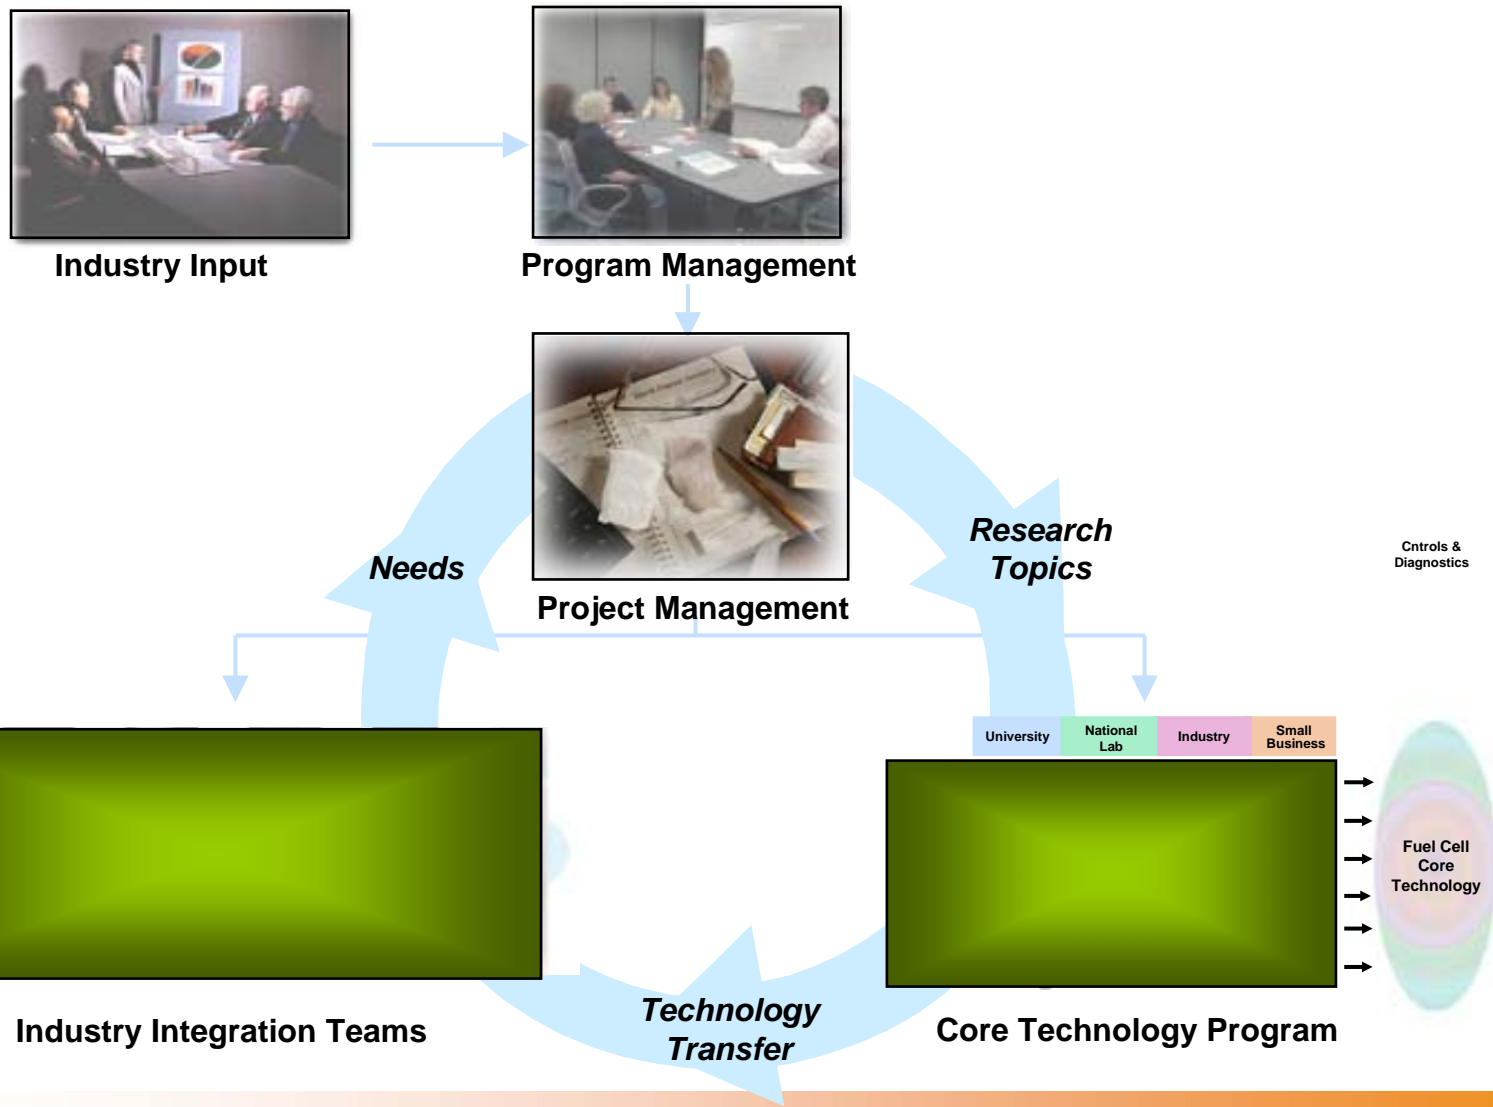 Industry Input
Program Management
Research
Topics
Needs
Cntrols &
Diagnostics
Project Management
University
National
Lab
Industry
Small
Business
Fuel Cell
Core
Technology
Technology
Transfer
Industry Integration Teams
Core Technology Program